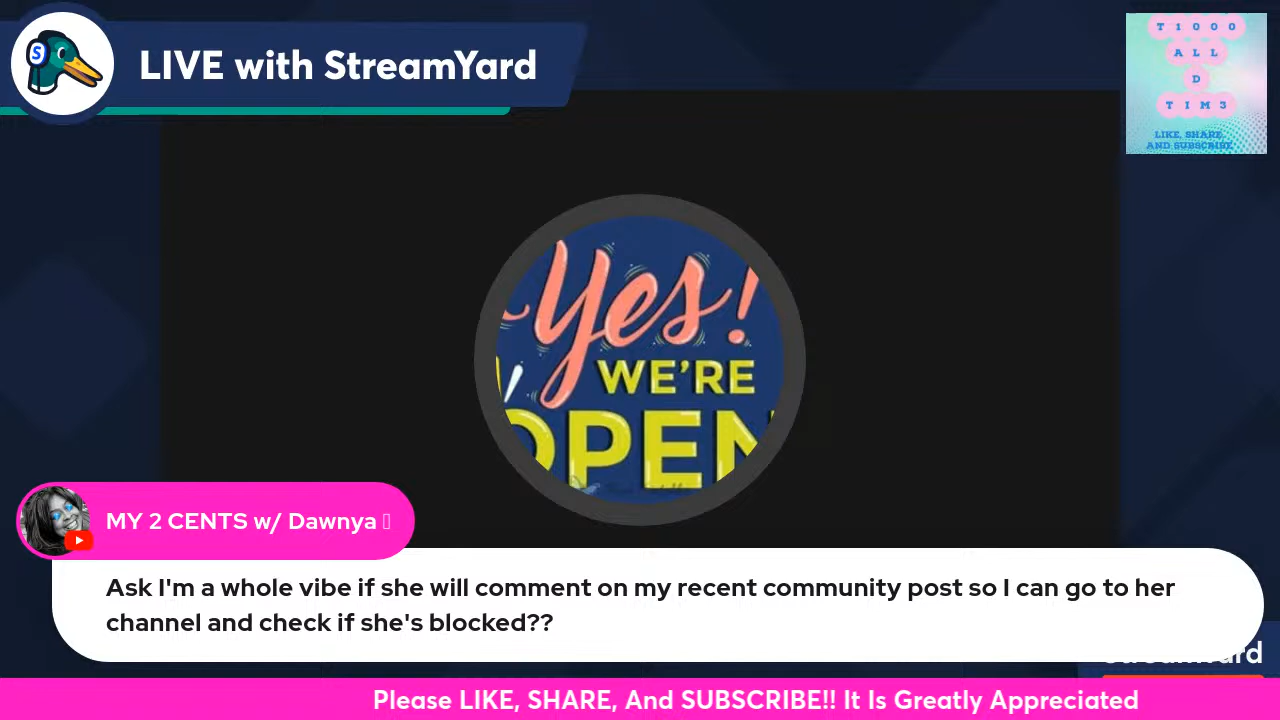 LIVE with StreamYard
S
T 1 0 0 0
A L L
D
T I M 3
LIKE, SHARE,
AND SUBSCRIBE
Yes!
WE'RE
OPEN
MY 2 CENTS w/ Dawnya
Ask I'm a whole vibe if she will comment on my recent community post so I can go to her
channel and check if she's blocked??
Please LIKE, SHARE, And SUBSCRIBE!! It Is Greatly Appreciated